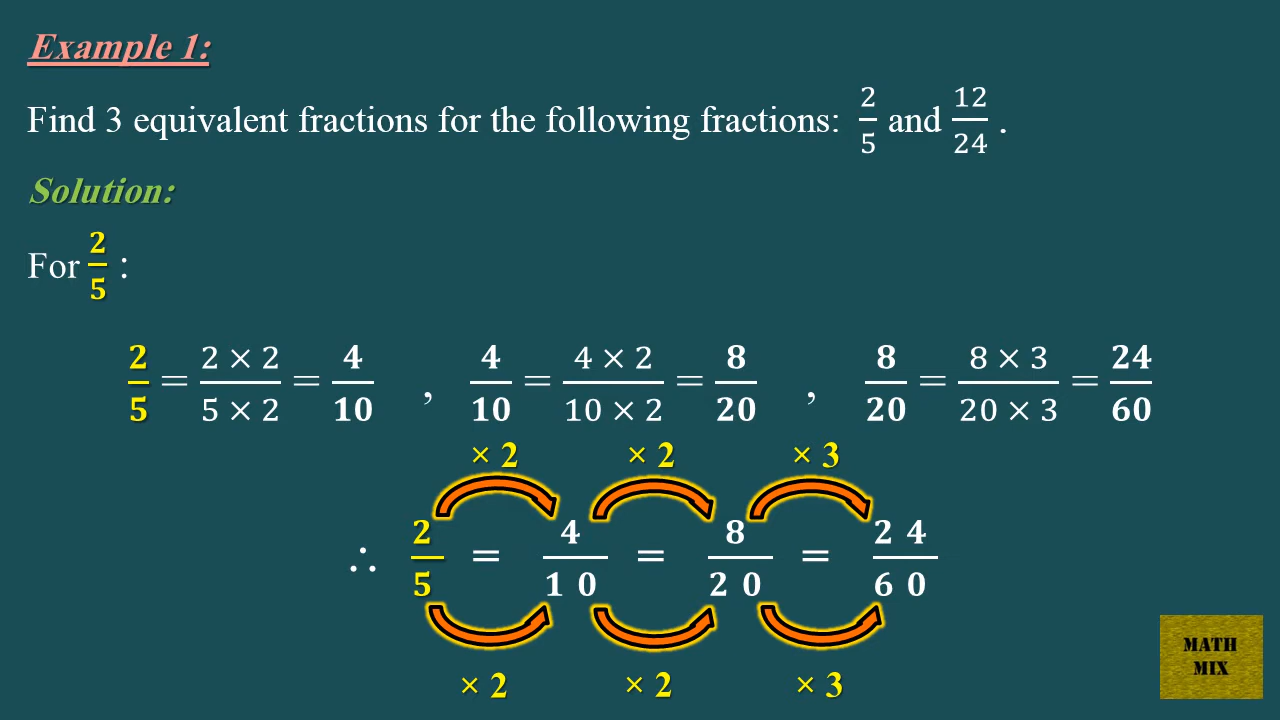 Example 1:
Find 3 equivalent fractions for the following fractions: 2/5 and 12/24 .
Solution:
For 2/5 :
2/5 = (2 × 2)/(5 × 2) = 4/10 , 4/10 = (4 × 2)/(10 × 2) = 8/20 , 8/20 = (8 × 3)/(20 × 3) = 24/60
× 2 × 2 × 3
∴ 2/5 = 4/10 = 8/20 = 24/60
× 2 × 2 × 3
MATH
MIX